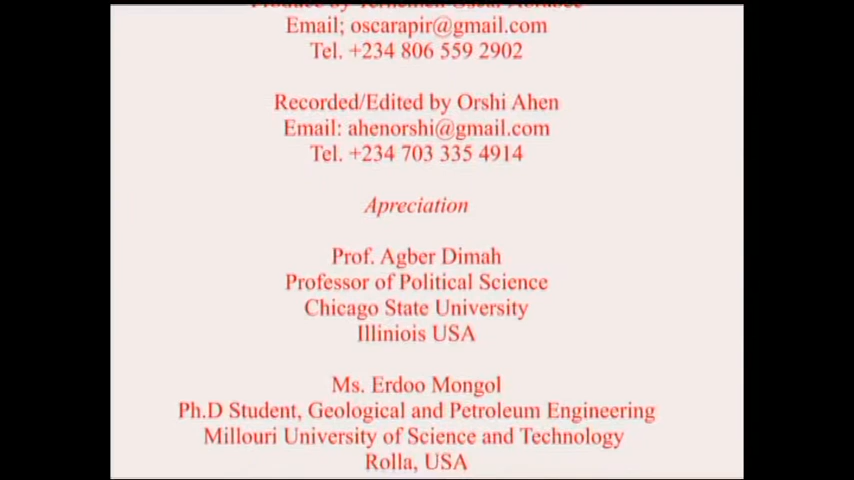 Email; oscarapir@gmail.com
Tel. +234 806 559 2902
Recorded/Edited by Orshi Ahen
Email: ahenorshi@gmail.com
Tel. +234 703 335 4914
Apreciation
Prof. Agber Dimah
Professor of Political Science
Chicago State University
Illiniois USA
Ms. Erdoo Mongol
Ph.D Student, Geological and Petroleum Engineering
Millouri University of Science and Technology
Rolla, USA